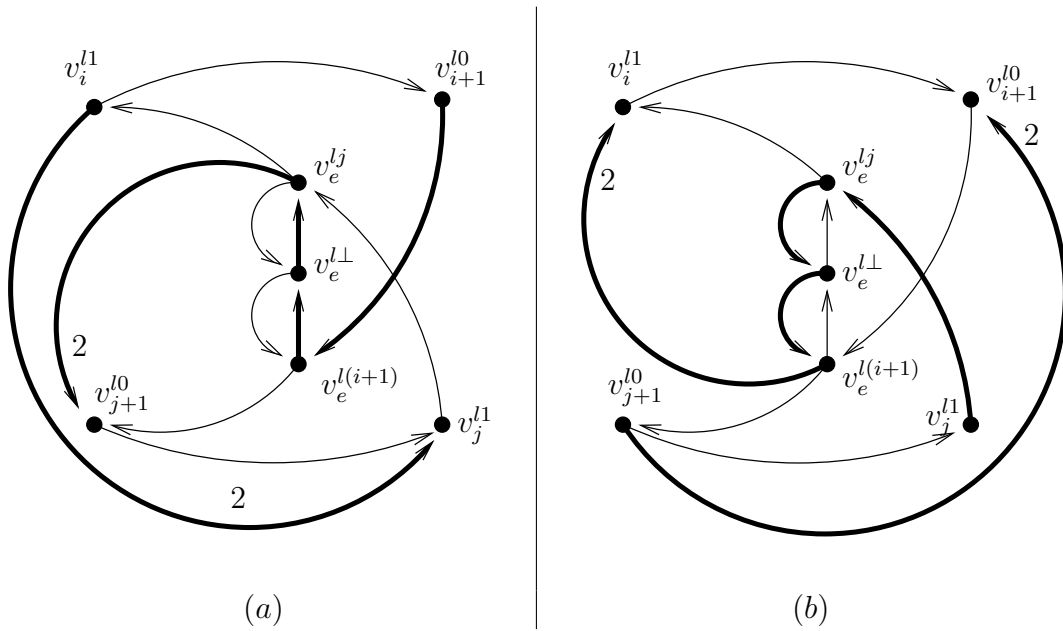 v_i^{l1}
v_{i+1}^{l0}
v_e^{lj}
v_e^{l⊥}
2
v_e^{l(i+1)}
v_{j+1}^{l0}
v_j^{l1}
2
(a)
v_i^{l1}
v_{i+1}^{l0}
2
v_e^{lj}
2
v_e^{l⊥}
v_e^{l(i+1)}
v_{j+1}^{l0}
v_j^{l1}
(b)